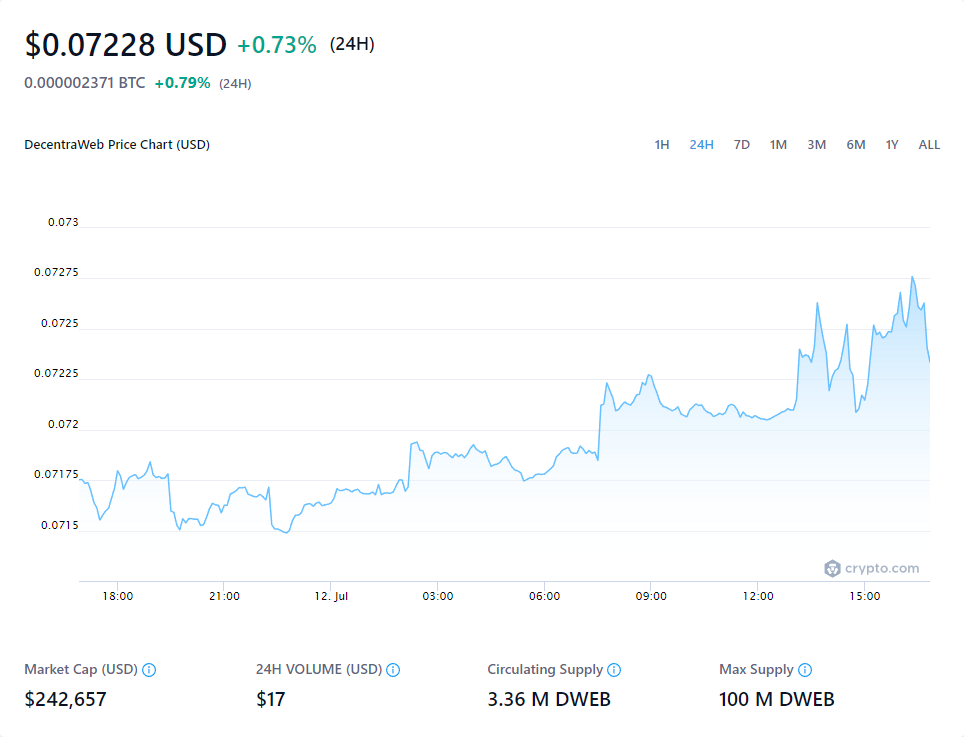 $0.07228 USD +0.73% (24H)
0.000002371 BTC +0.79% (24H)
DecentraWeb Price Chart (USD) 1H 24H 7D 1M 3M 6M 1Y ALL
0.073
0.07275
0.0725
0.07225
0.072
0.07175
0.0715
crypto.com
18:00 21:00 12. Jul 03:00 06:00 09:00 12:00 15:00
Market Cap (USD) 24H VOLUME (USD) Circulating Supply Max Supply
$242,657 $17 3.36 M DWEB 100 M DWEB